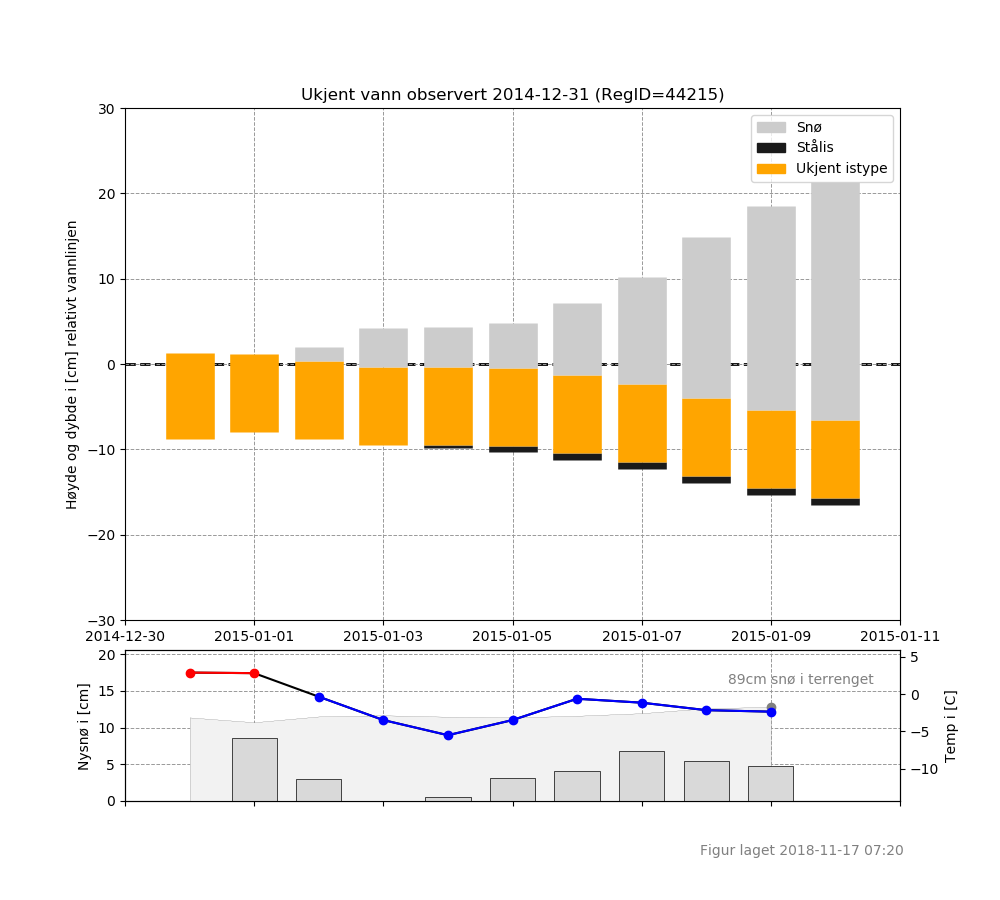 Ukjent vann observert 2014-12-31 (RegID=44215)
30
20
10
0
−10
−20
−30
Høyde og dybde i [cm] relativt vannlinjen
Snø
Stålis
Ukjent istype
2014-12-30 2015-01-01 2015-01-03 2015-01-05 2015-01-07 2015-01-09 2015-01-11
20
15
10
5
0
Nysnø i [cm]
89cm snø i terrenget
5
0
−5
−10
Temp i [C]
Figur laget 2018-11-17 07:20